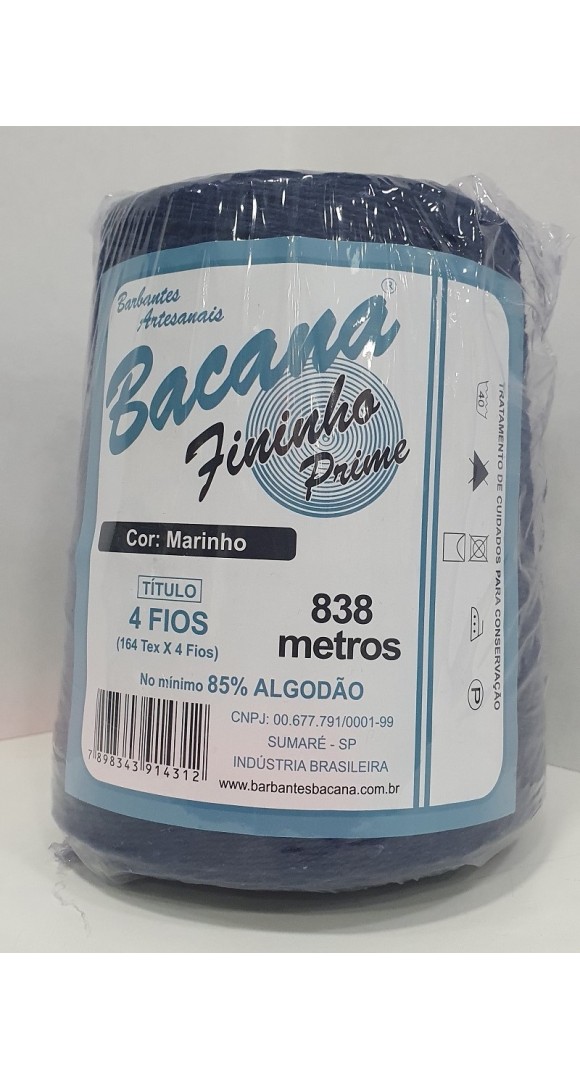 Barbantes
Artesanais
Bacana®
Fininho
Prime
Cor: Marinho
TÍTULO
4 FIOS
(164 Tex X 4 Fios)
838
metros
No mínimo 85% ALGODÃO
7 898343 914312
CNPJ: 00.677.791/0001-99
SUMARÉ - SP
INDÚSTRIA BRASILEIRA
www.barbantesbacana.com.br
TRATAMENTO DE CUIDADOS PARA CONSERVAÇÃO
40
P